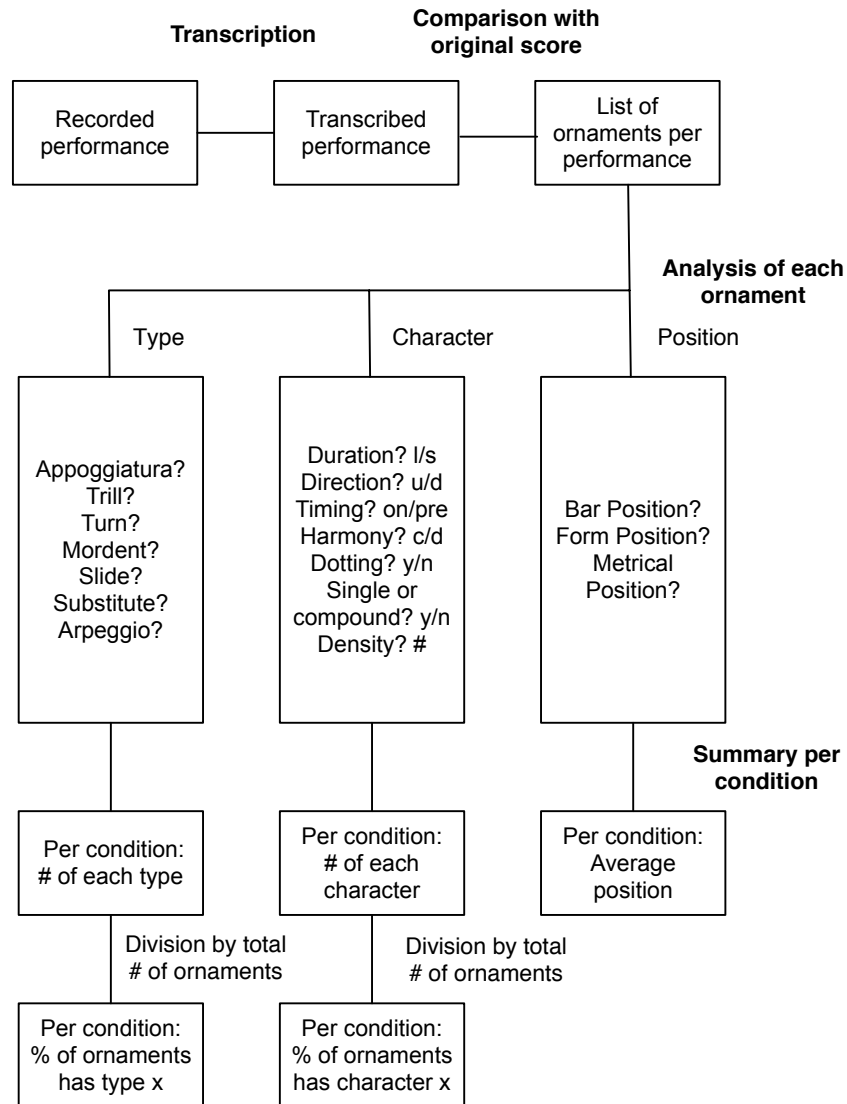 Transcription
Comparison with
original score
Recorded
performance
Transcribed
performance
List of
ornaments per
performance
Analysis of each
ornament
Type
Character
Position
Appoggiatura?
Trill?
Turn?
Mordent?
Slide?
Substitute?
Arpeggio?
Duration? l/s
Direction? u/d
Timing? on/pre
Harmony? c/d
Dotting? y/n
Single or
compound? y/n
Density? #
Bar Position?
Form Position?
Metrical
Position?
Summary per
condition
Per condition:
# of each type
Per condition:
# of each
character
Per condition:
Average
position
Division by total
# of ornaments
Division by total
# of ornaments
Per condition:
% of ornaments
has type x
Per condition:
% of ornaments
has character x